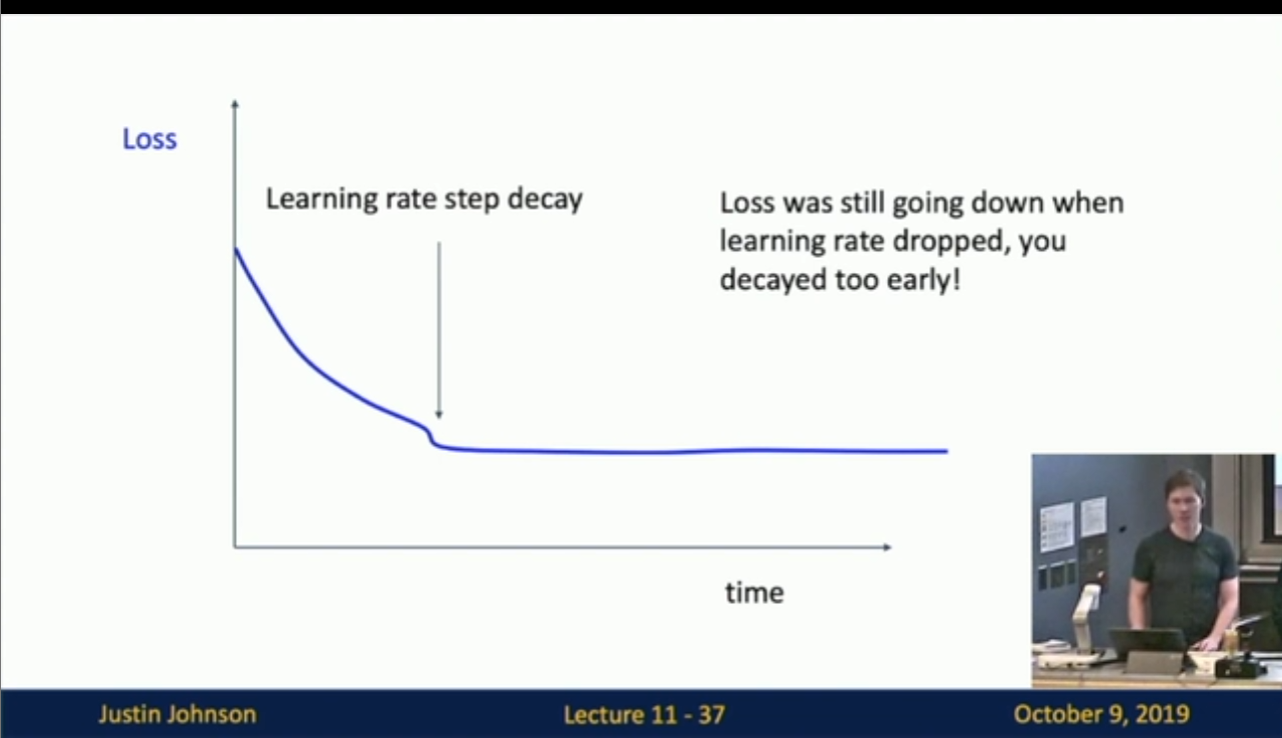 Loss
Learning rate step decay
Loss was still going down when
learning rate dropped, you
decayed too early!
time
Justin Johnson
Lecture 11 - 37
October 9, 2019